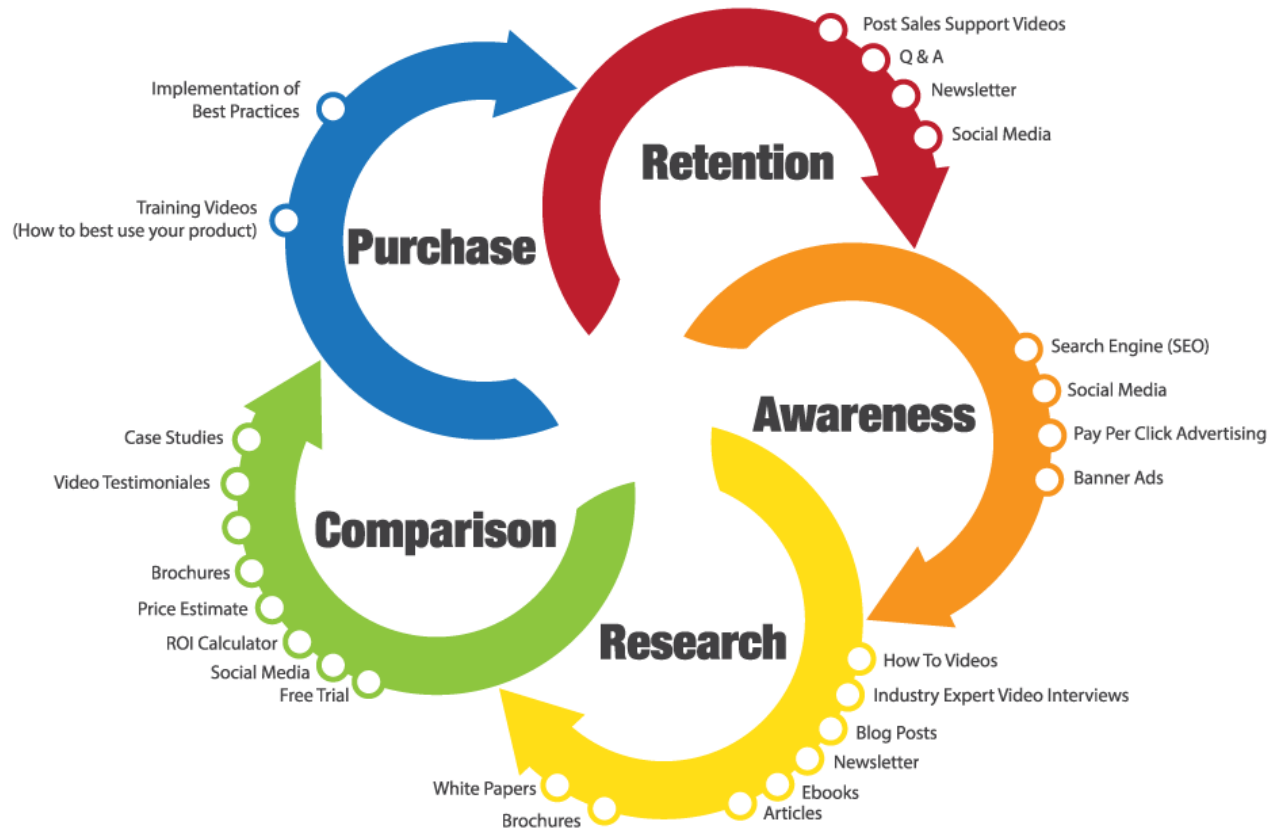 Post Sales Support Videos
Q & A
Newsletter
Social Media
Retention
Implementation of
Best Practices
Training Videos
(How to best use your product)
Purchase
Search Engine (SEO)
Social Media
Pay Per Click Advertising
Banner Ads
Awareness
Case Studies
Video Testimoniales
Brochures
Price Estimate
ROI Calculator
Social Media
Free Trial
Comparison
Research
How To Videos
Industry Expert Video Interviews
Blog Posts
Newsletter
Ebooks
Articles
White Papers
Brochures